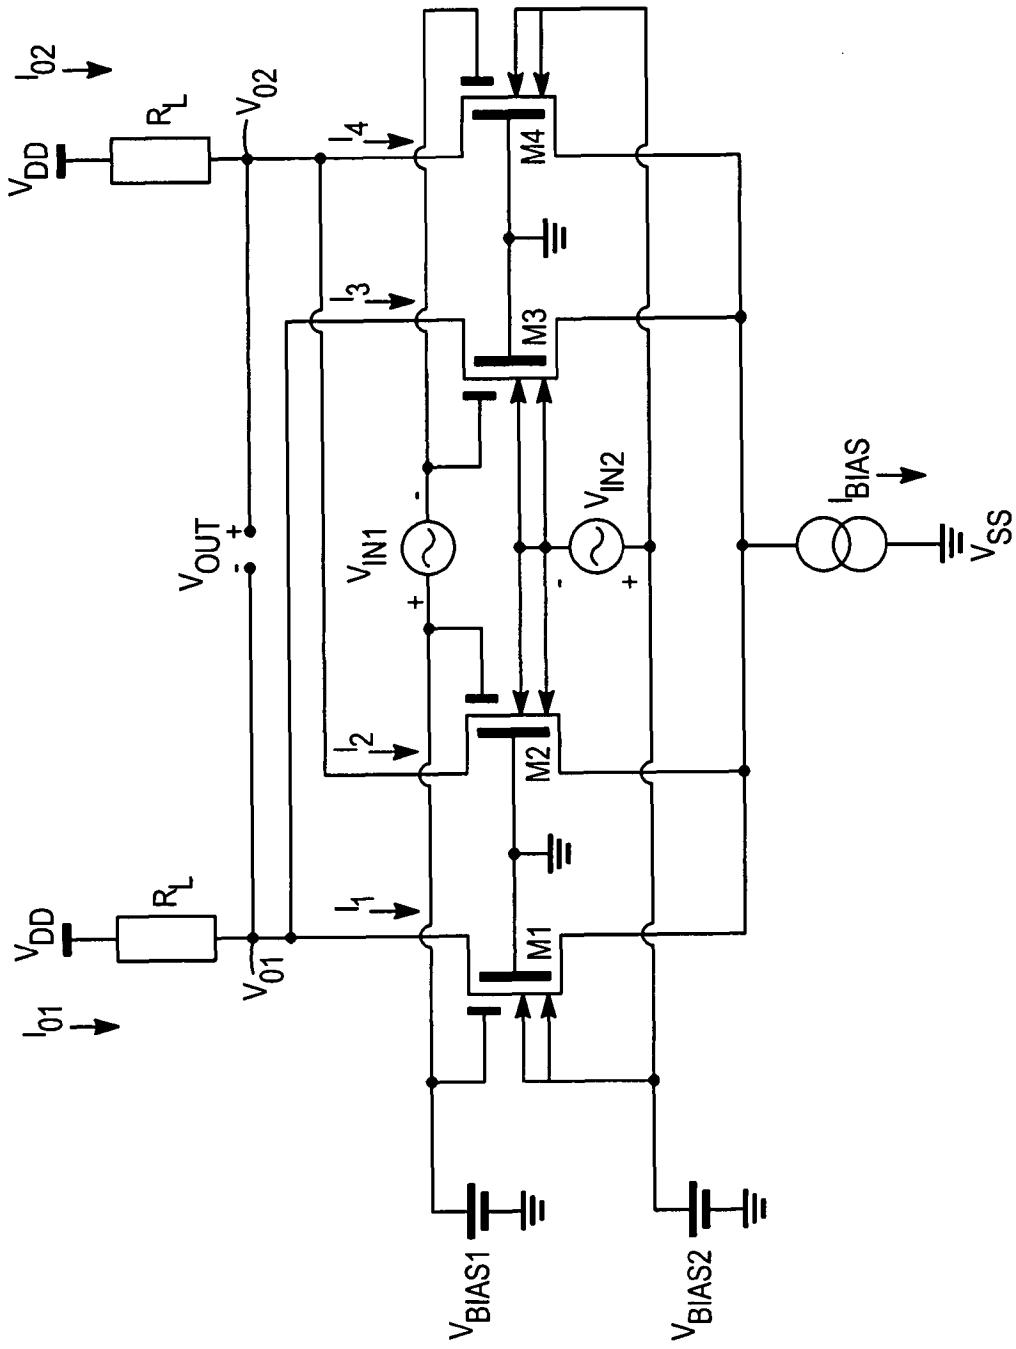 I01
I02
VDD
RL
VDD
RL
V01
V02
- VOUT +
I1
I2
I3
I4
+ VIN1 -
M1
M2
M3
M4
- VIN2 +
VBIAS1
VBIAS2
IBIAS
VSS